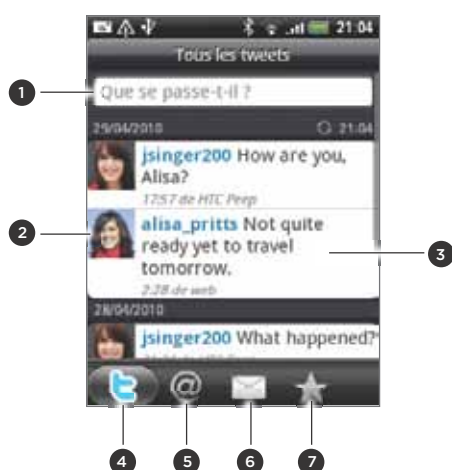 21:04
Tous les tweets
1
Que se passe-t-il ?
29/04/2010 21:04
jsinger200 How are you,
Alisa?
17:57 de HTC Peep
2
alisa_pritts Not quite
ready yet to travel
tomorrow.
3
2:28 de web
28/04/2010
jsinger200 What happened?
4 5 6 7